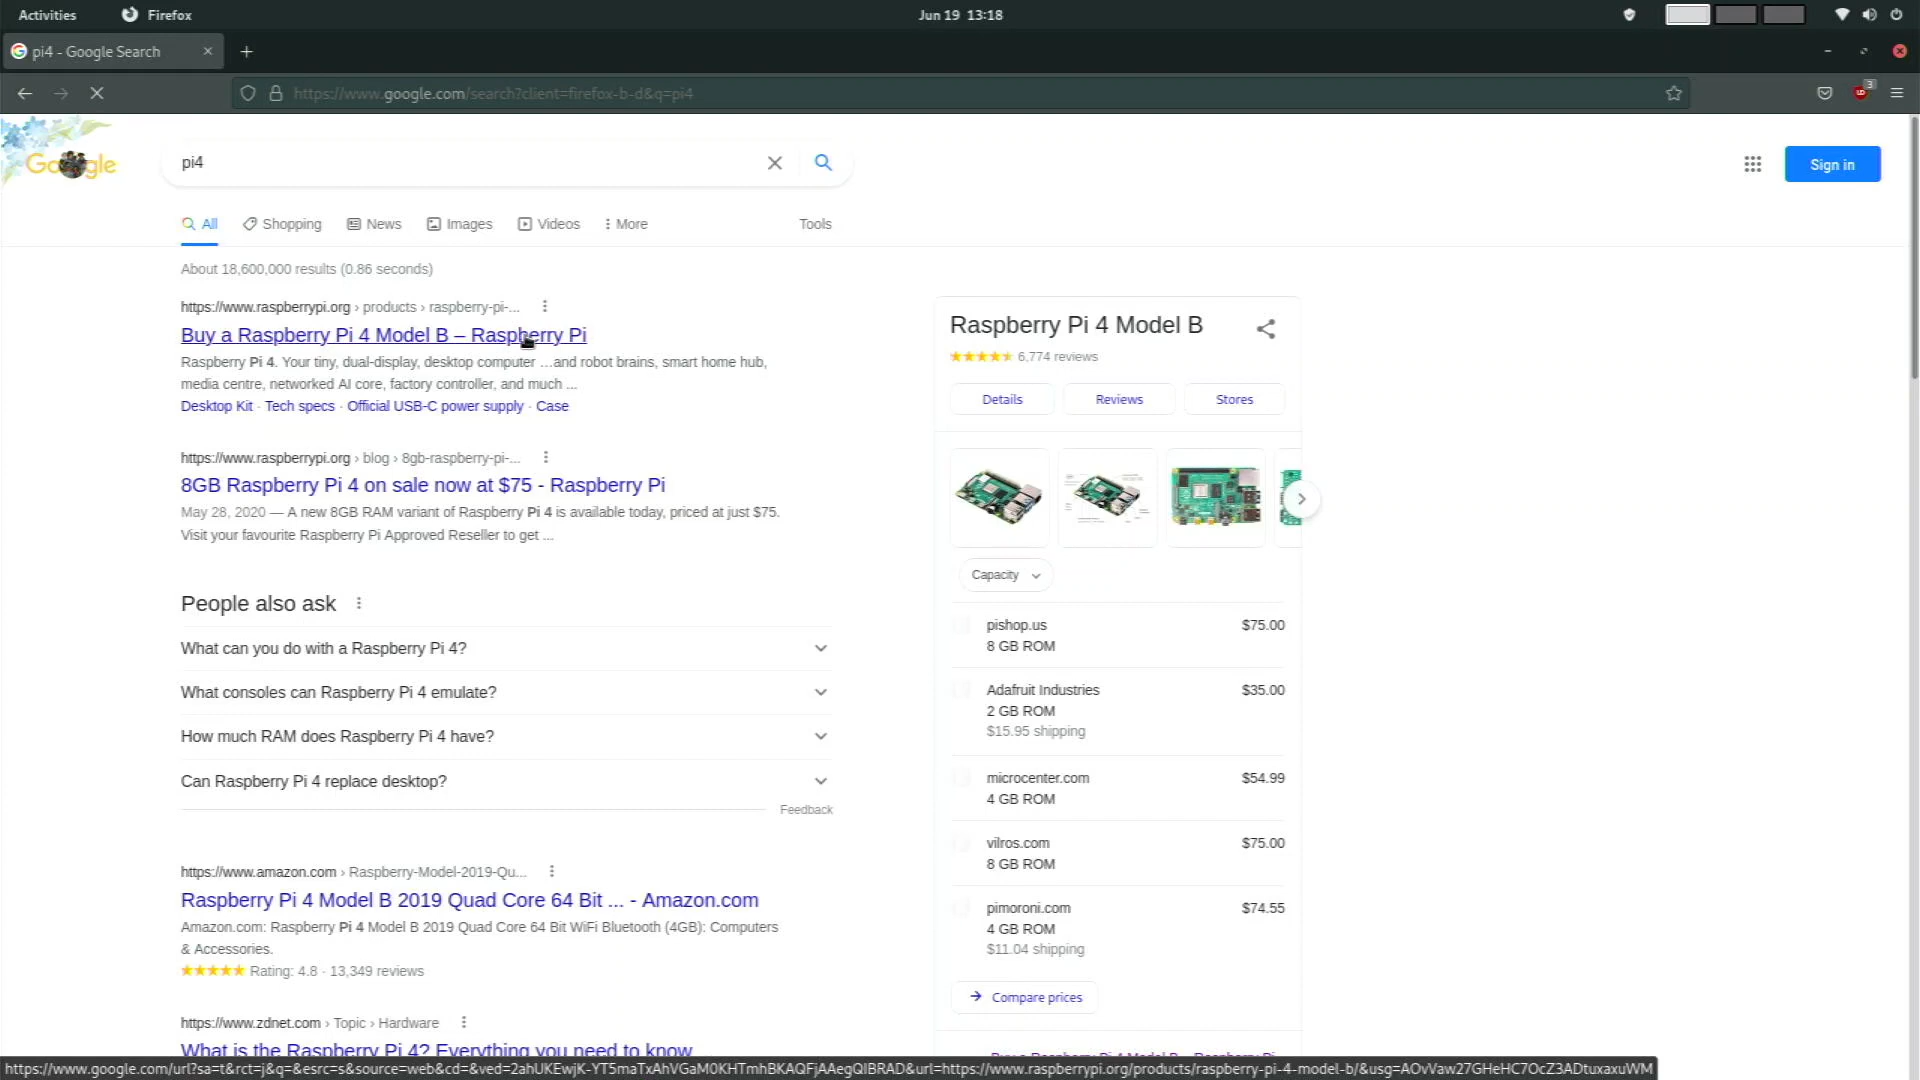 Activities
Firefox
Jun 19 13:18
pi4 - Google Search
https://www.google.com/search?client=firefox-b-d&q=pi4
3
Google
pi4
Sign in
All
Shopping
News
Images
Videos
More
Tools
About 18,600,000 results (0.86 seconds)
https://www.raspberrypi.org › products › raspberry-pi-...
Buy a Raspberry Pi 4 Model B – Raspberry Pi
Raspberry Pi 4. Your tiny, dual-display, desktop computer ...and robot brains, smart home hub,
media centre, networked AI core, factory controller, and much ...
Desktop Kit · Tech specs · Official USB-C power supply · Case
https://www.raspberrypi.org › blog › 8gb-raspberry-pi-...
8GB Raspberry Pi 4 on sale now at $75 - Raspberry Pi
May 28, 2020 — A new 8GB RAM variant of Raspberry Pi 4 is available today, priced at just $75.
Visit your favourite Raspberry Pi Approved Reseller to get ...
People also ask
What can you do with a Raspberry Pi 4?
What consoles can Raspberry Pi 4 emulate?
How much RAM does Raspberry Pi 4 have?
Can Raspberry Pi 4 replace desktop?
Feedback
https://www.amazon.com › Raspberry-Model-2019-Qu...
Raspberry Pi 4 Model B 2019 Quad Core 64 Bit ... - Amazon.com
Amazon.com: Raspberry Pi 4 Model B 2019 Quad Core 64 Bit WiFi Bluetooth (4GB): Computers
& Accessories.
Rating: 4.8 · 13,349 reviews
https://www.zdnet.com › Topic › Hardware
What is the Raspberry Pi 4? Everything you need to know
Raspberry Pi 4 Model B
6,774 reviews
Details
Reviews
Stores
Capacity
pishop.us $75.00
8 GB ROM
Adafruit Industries $35.00
2 GB ROM
$15.95 shipping
microcenter.com $54.99
4 GB ROM
vilros.com $75.00
8 GB ROM
pimoroni.com $74.55
4 GB ROM
$11.04 shipping
Compare prices
Buy a Raspberry Pi 4 Model B – Raspberry Pi
https://www.google.com/url?sa=t&rct=j&q=&esrc=s&source=web&cd=&ved=2ahUKEwjK-YT5maTxAhVGaM0KHTmhBKAQFjAAegQIBRAD&url=https://www.raspberrypi.org/products/raspberry-pi-4-model-b/&usg=AOvVaw27GHeHC7OcZ3ADtuxaxuWM